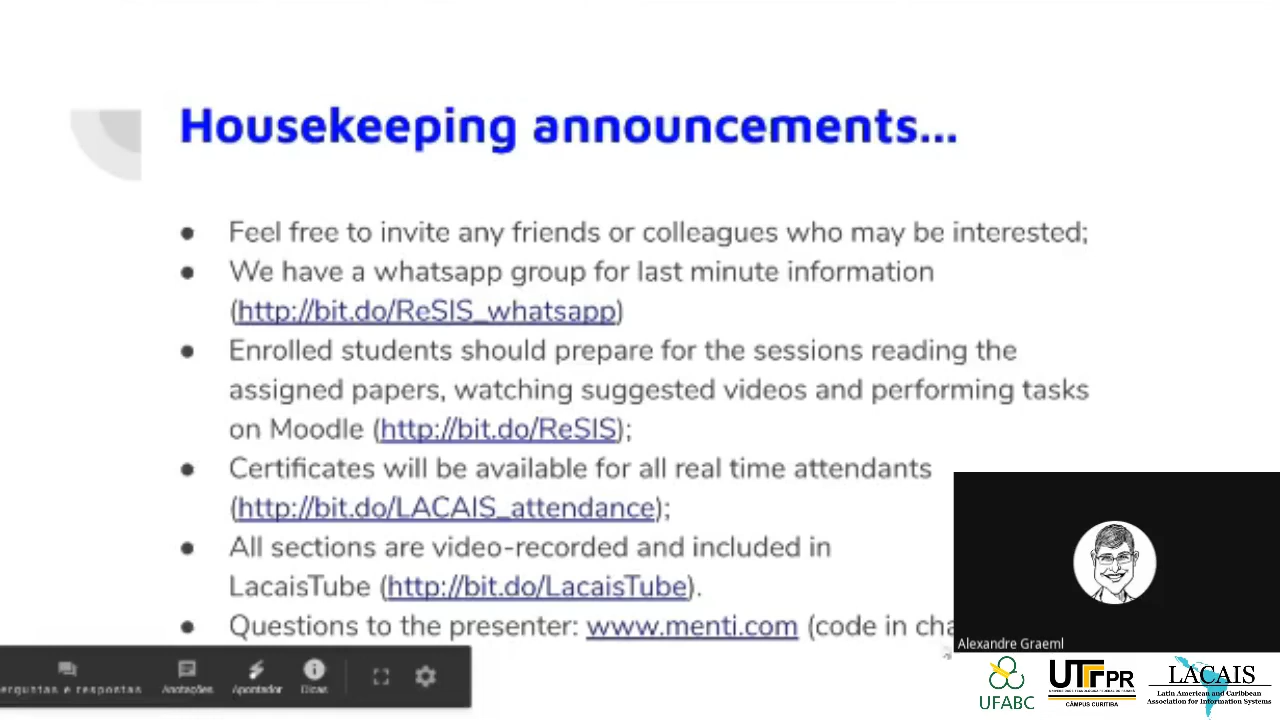 Housekeeping announcements...
● Feel free to invite any friends or colleagues who may be interested;
● We have a whatsapp group for last minute information
(http://bit.do/ReSIS_whatsapp)
● Enrolled students should prepare for the sessions reading the
assigned papers, watching suggested videos and performing tasks
on Moodle (http://bit.do/ReSIS);
● Certificates will be available for all real time attendants
(http://bit.do/LACAIS_attendance);
● All sections are video-recorded and included in
LacaisTube (http://bit.do/LacaisTube).
● Questions to the presenter: www.menti.com (code in cha
Alexandre Graeml
erguntas e respostas
Anotações
Apontador
Dicas
UFABC
UTFPR
CÂMPUS CURITIBA
LACAIS
Latin American and Caribbean
Association for Information Systems